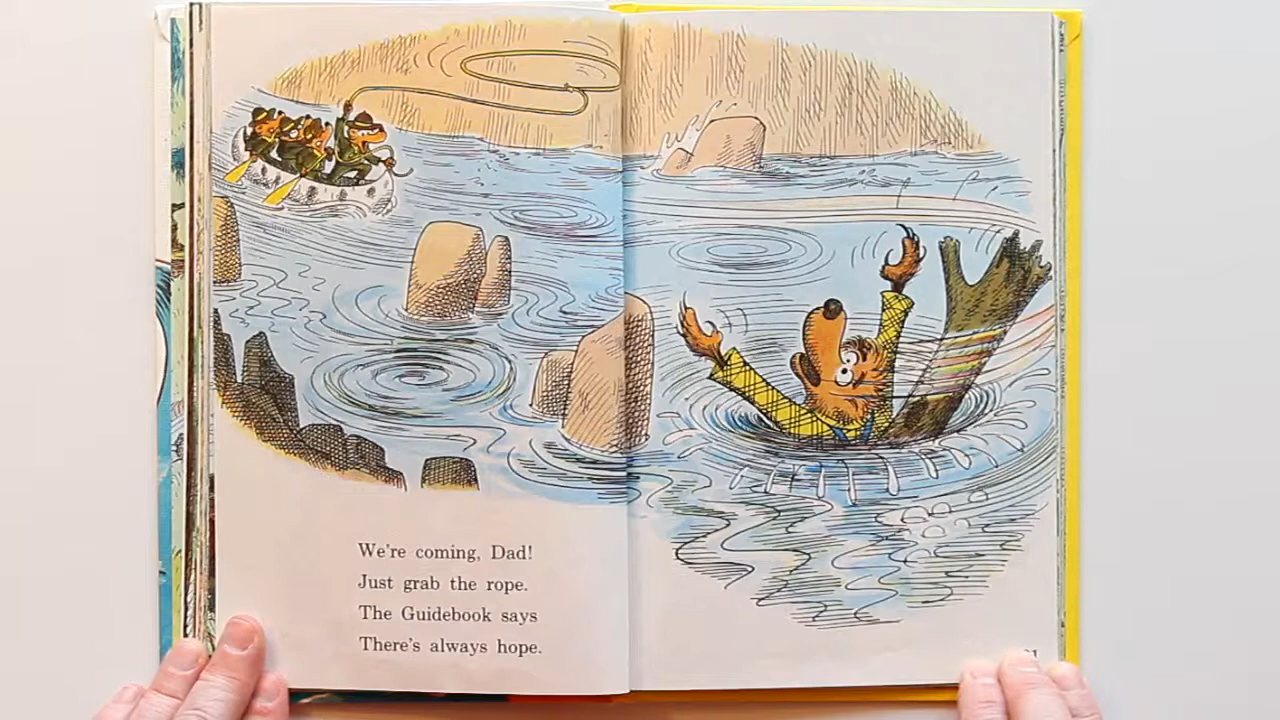 We're coming, Dad!
Just grab the rope.
The Guidebook says
There's always hope.